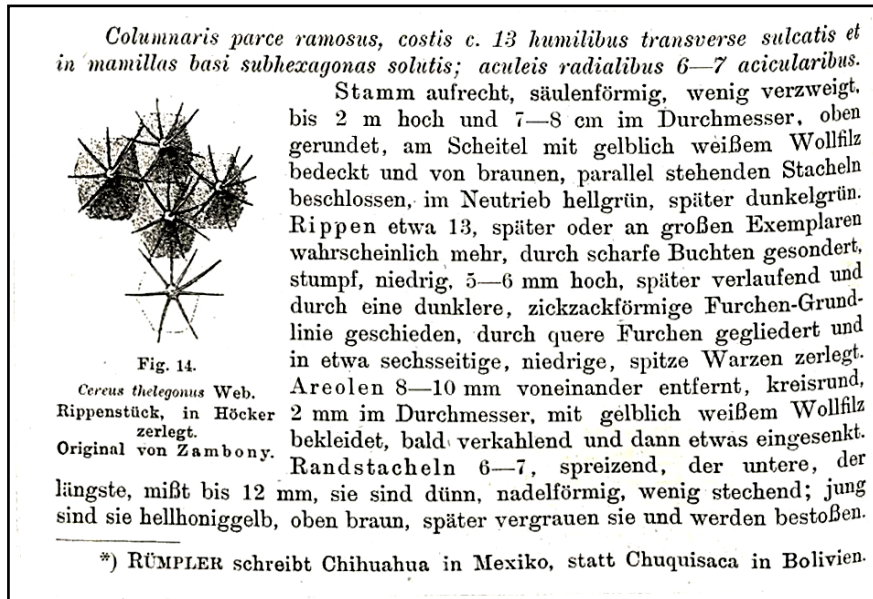 Columnaris parce ramosus, costis c. 13 humilibus transverse sulcatis et
in mamillas basi subhexagonas solutis; aculeis radialibus 6—7 acicularibus.
Stamm aufrecht, säulenförmig, wenig verzweigt,
bis 2 m hoch und 7—8 cm im Durchmesser, oben
gerundet, am Scheitel mit gelblich weißem Wollfilz
bedeckt und von braunen, parallel stehenden Stacheln
beschlossen, im Neutrieb hellgrün, später dunkelgrün.
Rippen etwa 13, später oder an großen Exemplaren
wahrscheinlich mehr, durch scharfe Buchten gesondert,
stumpf, niedrig, 5—6 mm hoch, später verlaufend und
durch eine dunklere, zickzackförmige Furchen-Grund-
linie geschieden, durch quere Furchen gegliedert und
in etwa sechsseitige, niedrige, spitze Warzen zerlegt.
Areolen 8—10 mm voneinander entfernt, kreisrund,
2 mm im Durchmesser, mit gelblich weißem Wollfilz
bekleidet, bald verkahlend und dann etwas eingesenkt.
Randstacheln 6—7, spreizend, der untere, der
längste, mißt bis 12 mm, sie sind dünn, nadelförmig, wenig stechend; jung
sind sie hellhoniggelb, oben braun, später vergrauen sie und werden bestoßen.
Fig. 14.
Cereus thelegonus Web.
Rippenstück, in Höcker
zerlegt.
Original von Zambony.
*) RÜMPLER schreibt Chihuahua in Mexiko, statt Chuquisaca in Bolivien.